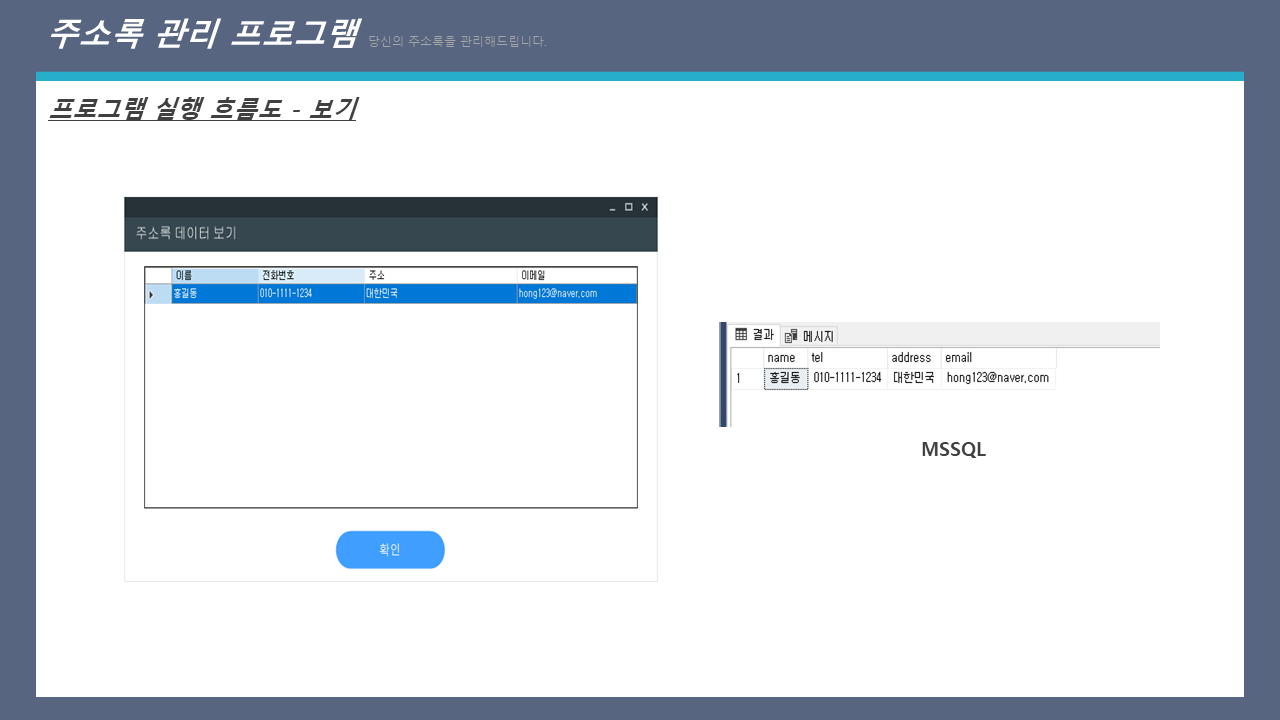 주소록 관리 프로그램 당신의 주소록을 관리해드립니다.
프로그램 실행 흐름도 - 보기
주소록 데이터 보기
이름 전화번호 주소 이메일
홍길동 010-1111-1234 대한민국 hong123@naver.com
확인
결과 메시지
name tel address email
1 홍길동 010-1111-1234 대한민국 hong123@naver.com
MSSQL